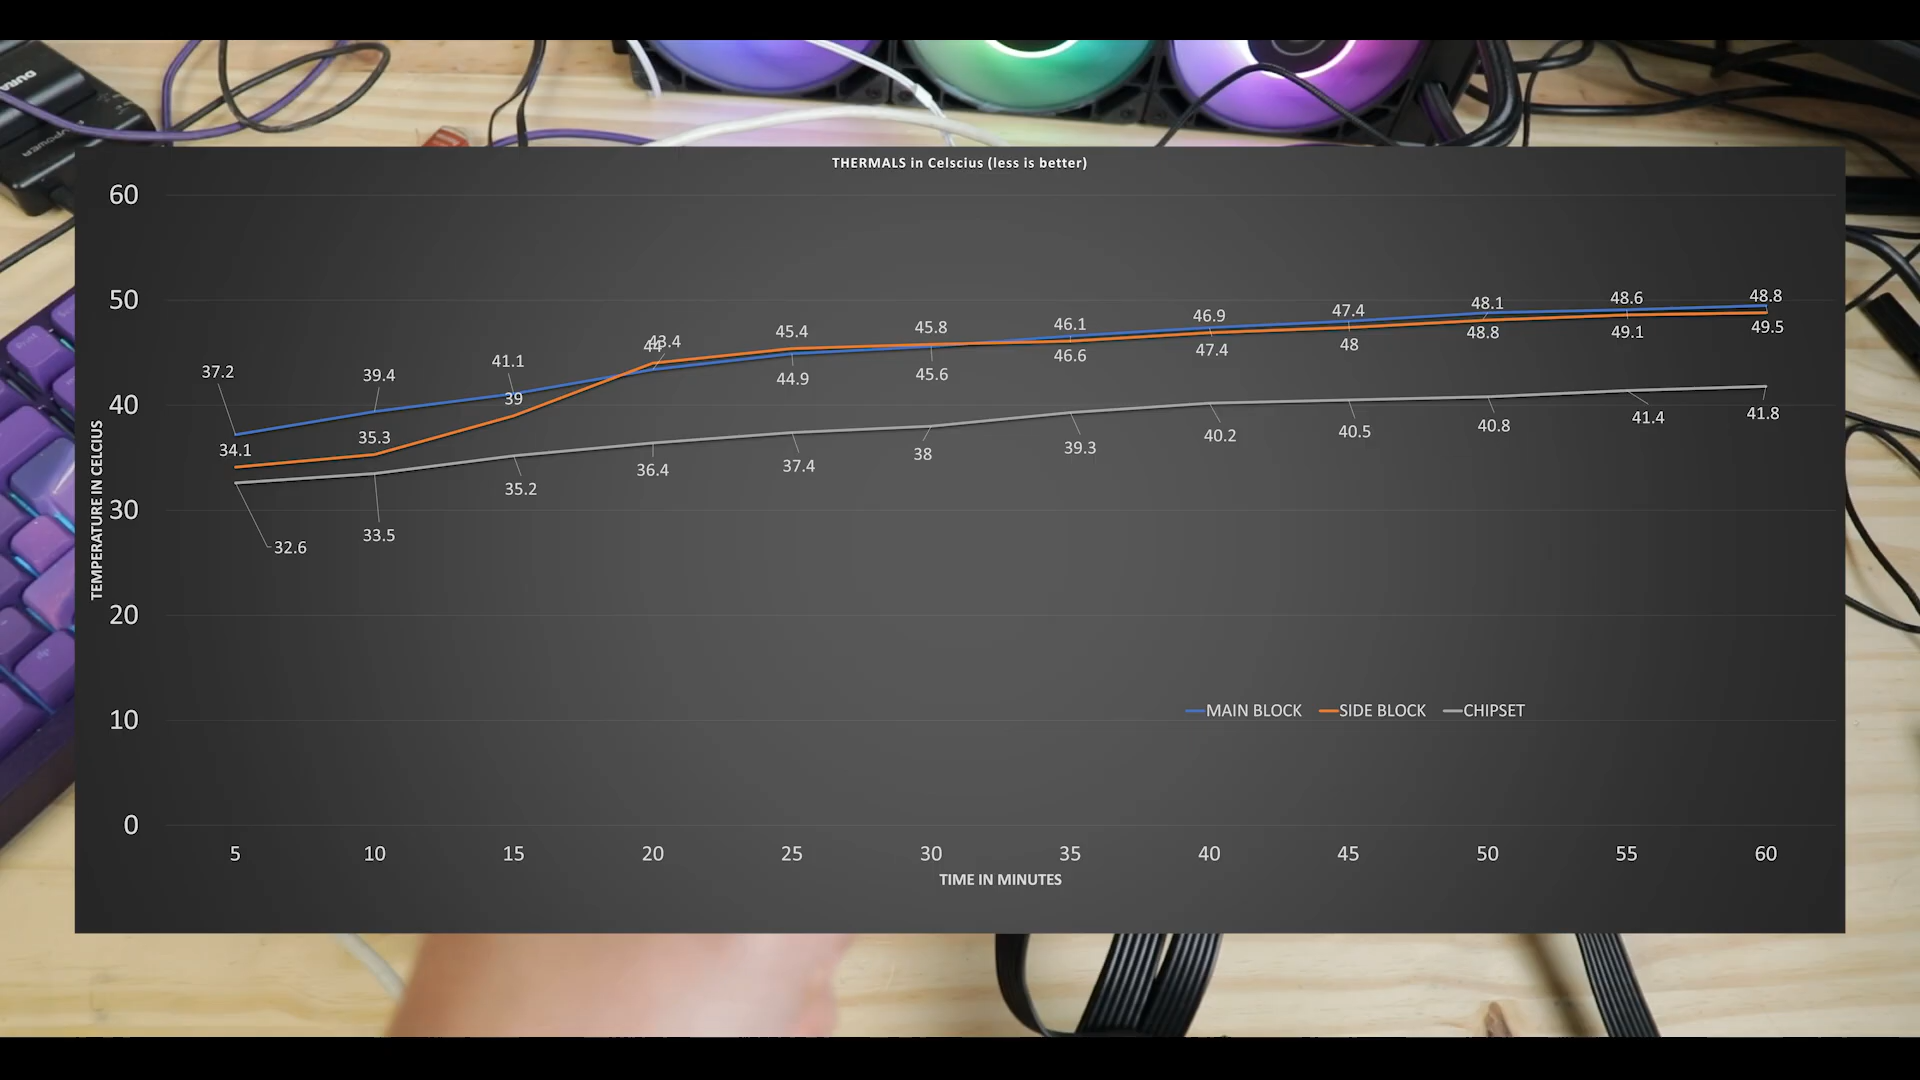 DURA
THERMALS in Celscius (less is better)
60
50
40
30
20
10
0
TEMPERATURE IN CELCIUS
37.2 39.4 41.1 43.4 45.4 45.8 46.1 46.9 47.4 48.1 48.6 48.8
34.1 35.3 39 44 44.9 45.6 46.6 47.4 48 48.8 49.1 49.5
32.6 33.5 35.2 36.4 37.4 38 39.3 40.2 40.5 40.8 41.4 41.8
MAIN BLOCK SIDE BLOCK CHIPSET
5 10 15 20 25 30 35 40 45 50 55 60
TIME IN MINUTES